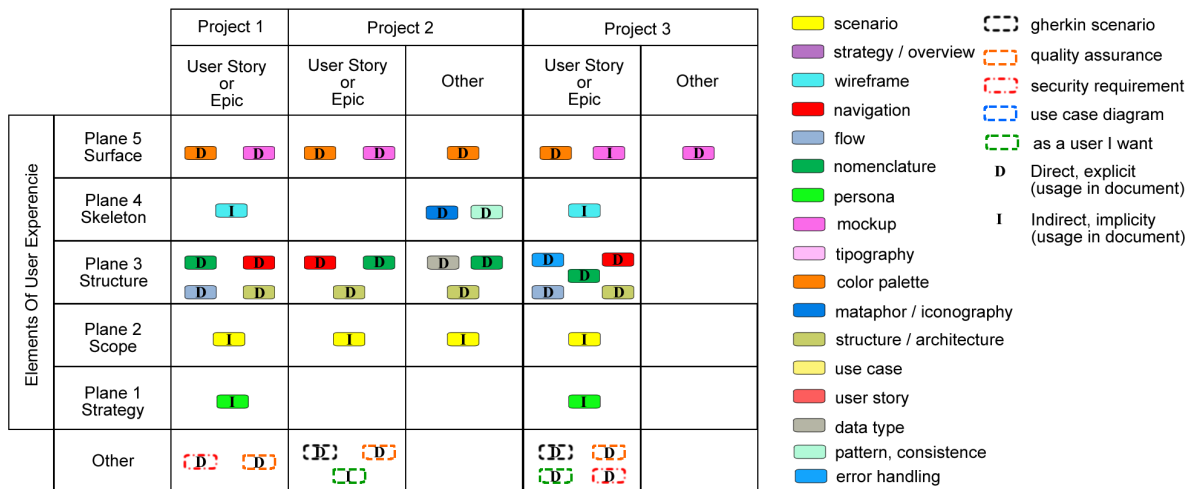 Project 1 Project 2 Project 3
User Story or Epic User Story or Epic Other User Story or Epic Other
Elements Of User Experencie
Plane 5 Surface D D D D D D I D
Plane 4 Skeleton I D D I
Plane 3 Structure D D D D D D D D D D D
D D D D D D
Plane 2 Scope I I I I
Plane 1 Strategy I I
Other D D D D D D
I D D
scenario
strategy / overview
wireframe
navigation
flow
nomenclature
persona
mockup
tipography
color palette
mataphor / iconography
structure / architecture
use case
user story
data type
pattern, consistence
error handling
gherkin scenario
quality assurance
security requirement
use case diagram
as a user I want
D Direct, explicit
(usage in document)
I Indirect, implicity
(usage in document)